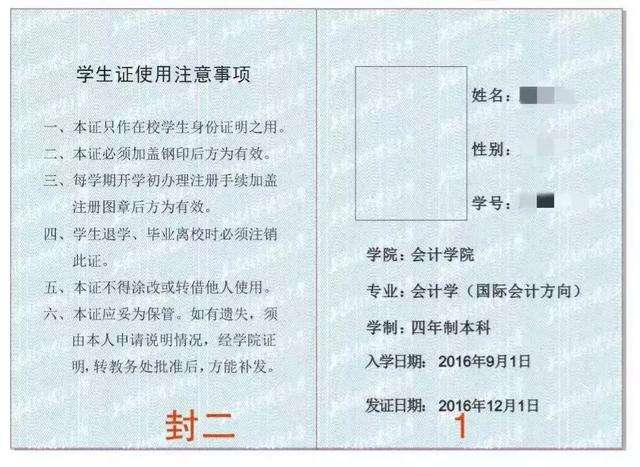 学生证使用注意事项
一、本证只作在校学生身份证明之用。
二、本证必须加盖钢印后方为有效。
三、每学期开学初办理注册手续加盖
注册图章后方为有效。
四、学生退学、毕业离校时必须注销
此证。
五、本证不得涂改或转借他人使用。
六、本证应妥为保管。如有遗失，须
由本人申请说明情况，经学院证
明，转教务处批准后，方能补发。
封二
姓名：
性别：
学号：
学院：会计学院
专业：会计学（国际会计方向）
学制：四年制本科
入学日期： 2016年9月1日
发证日期： 2016年12月1日
1